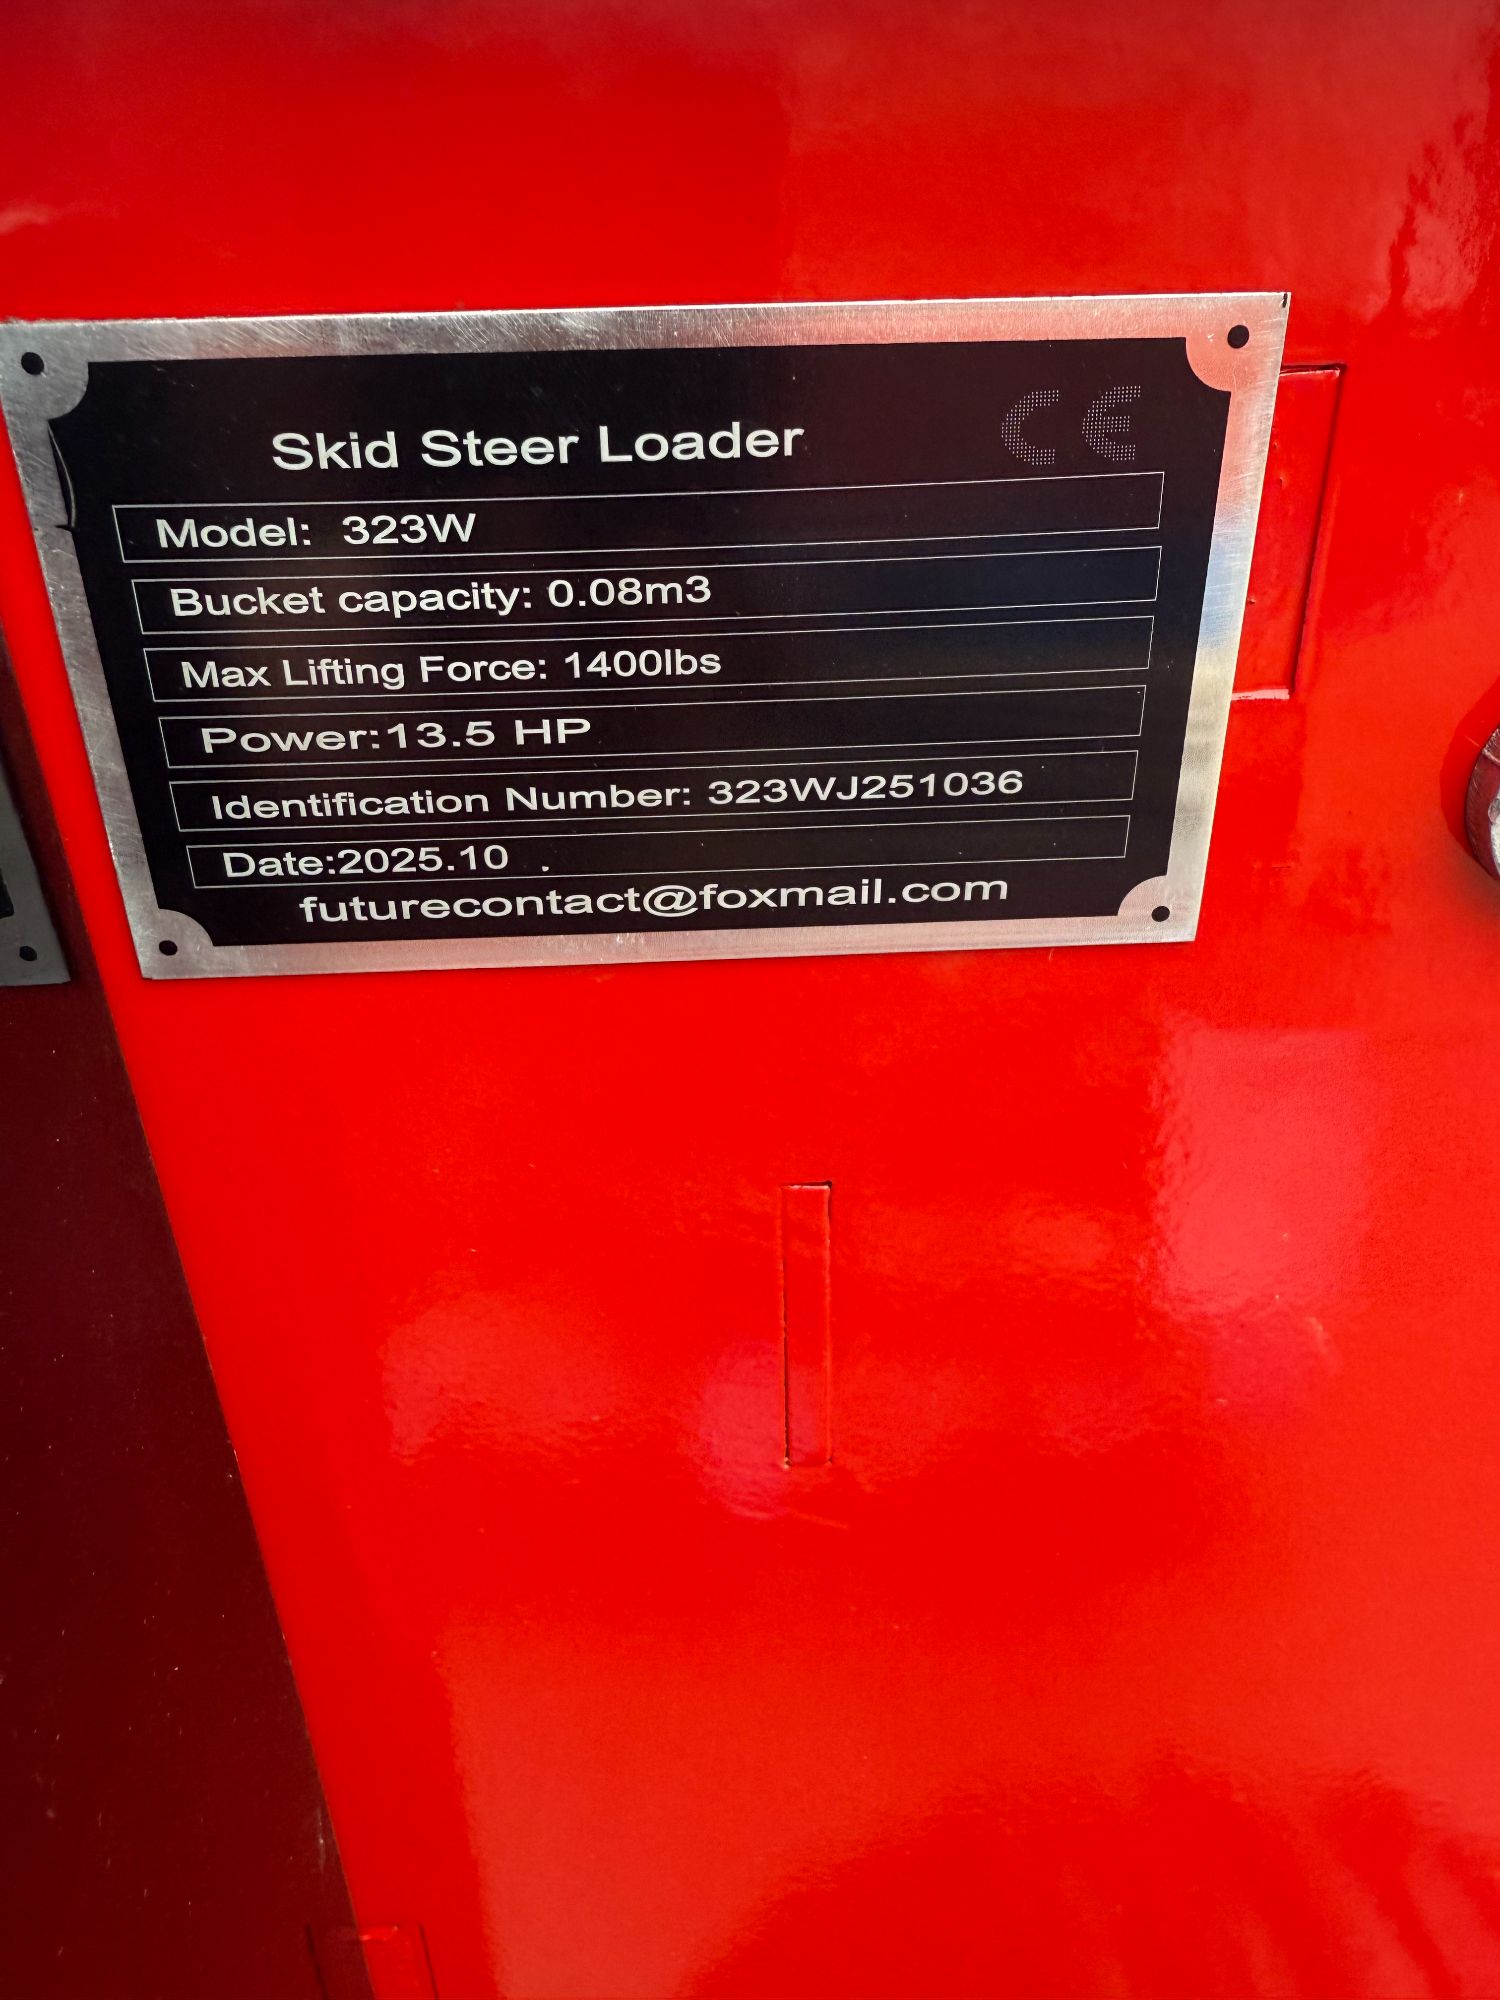 CE
Skid Steer Loader
Model: 323W
Bucket capacity: 0.08m3
Max Lifting Force: 1400lbs
Power:13.5 HP
Identification Number: 323WJ251036
Date:2025.10 .
futurecontact@foxmail.com